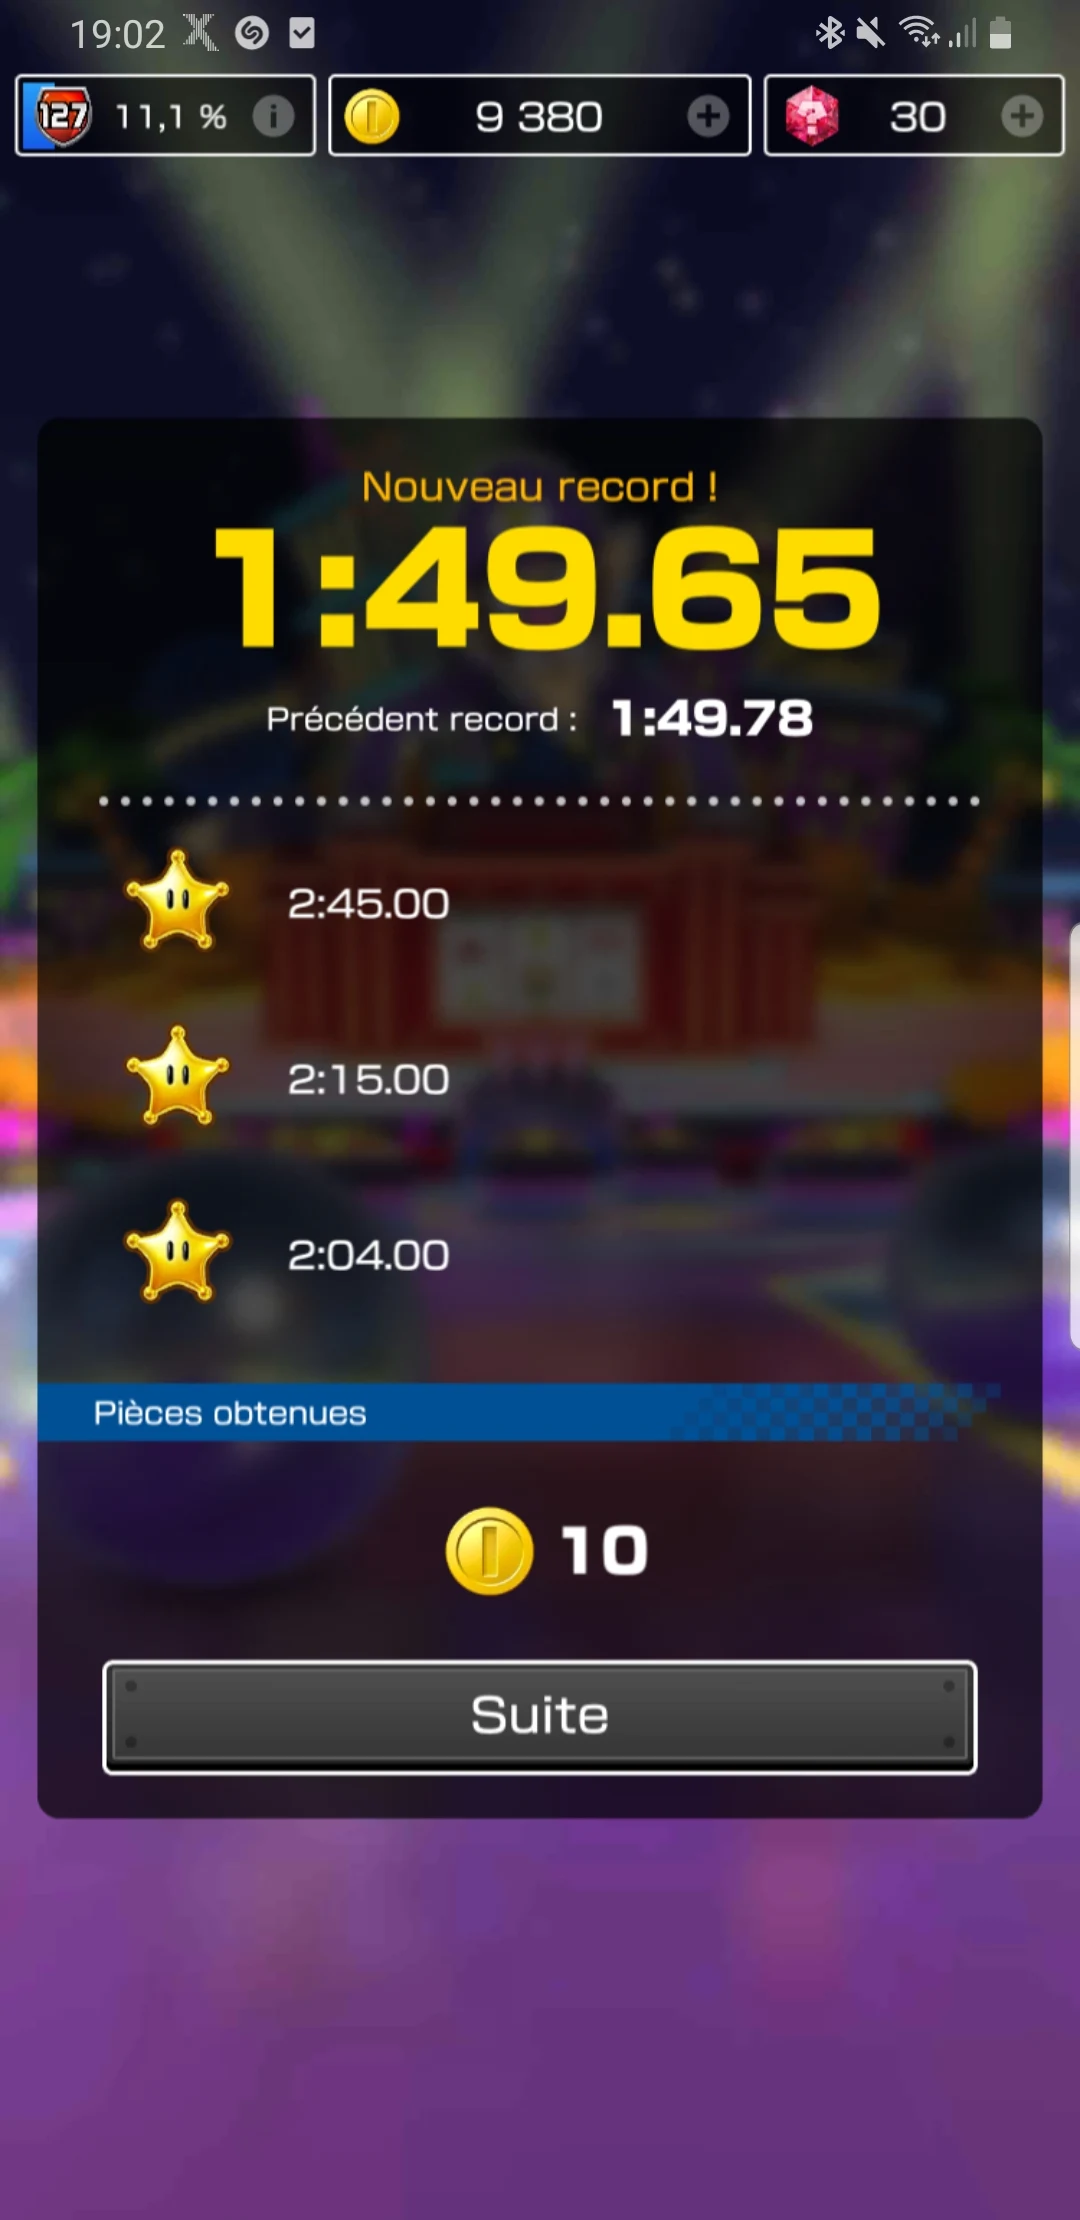 19:02
127 11,1 % i 9 380 + ? 30 +
Nouveau record !
1:49.65
Précédent record : 1:49.78
2:45.00
2:15.00
2:04.00
Pièces obtenues
10
Suite